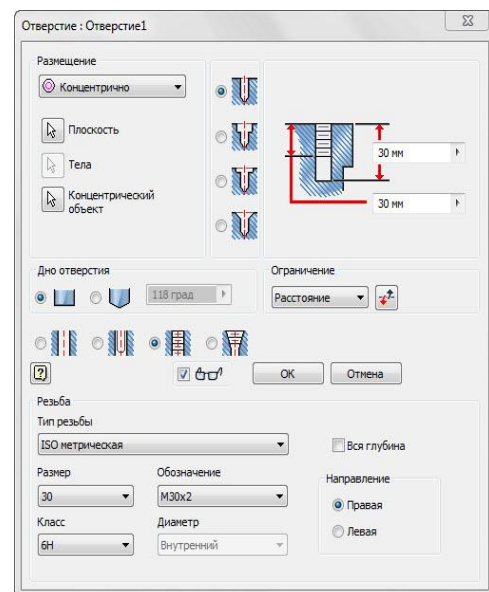 Отверстие : Отверстие1
Размещение
Концентрично
Плоскость
Тела
Концентрический
объект
30 мм
30 мм
Дно отверстия
118 град
Ограничение
Расстояние
?
ОК
Отмена
Резьба
Тип резьбы
ISO метрическая
Вся глубина
Размер
Обозначение
30
M30x2
Направление
Правая
Левая
Класс
Диаметр
6H
Внутренний